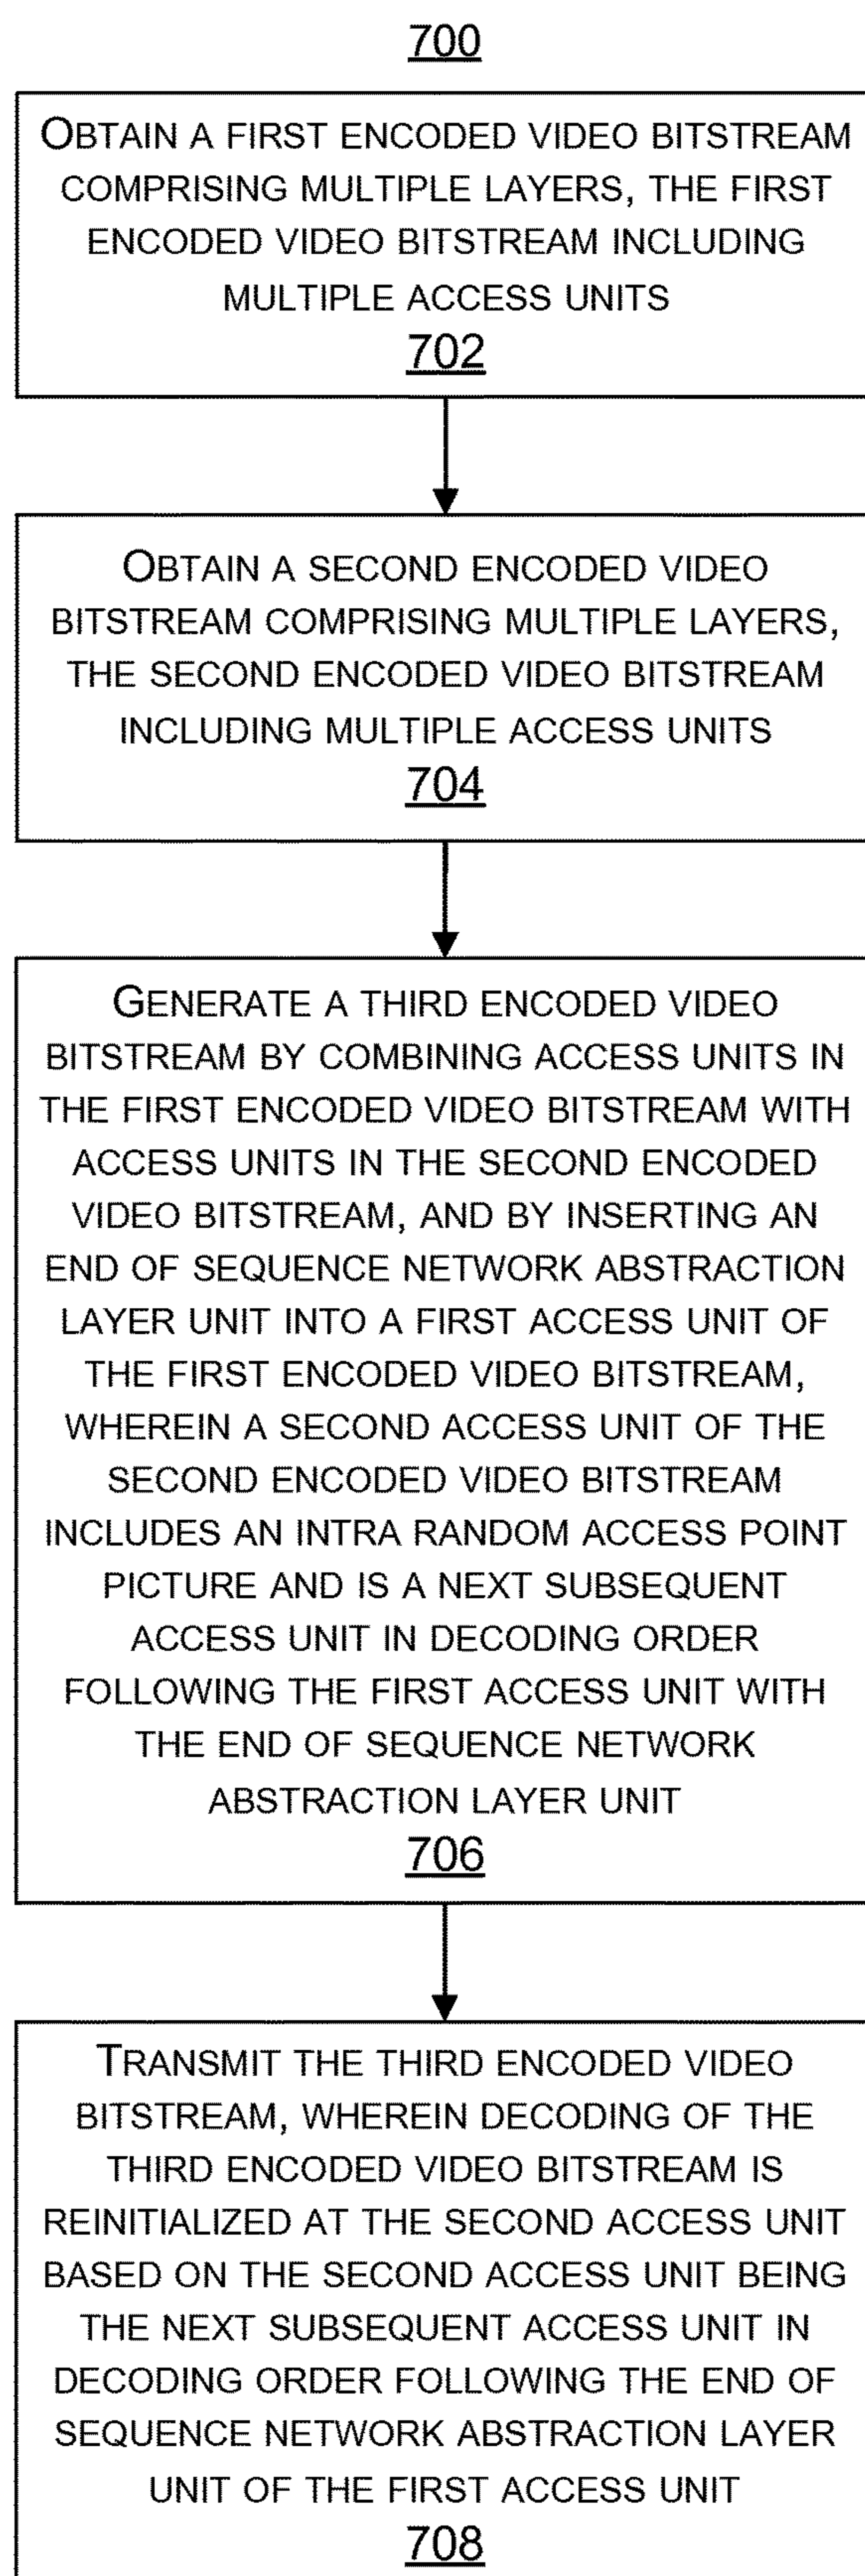 700
OBTAIN A FIRST ENCODED VIDEO BITSTREAM
COMPRISING MULTIPLE LAYERS, THE FIRST
ENCODED VIDEO BITSTREAM INCLUDING
MULTIPLE ACCESS UNITS
702
OBTAIN A SECOND ENCODED VIDEO
BITSTREAM COMPRISING MULTIPLE LAYERS,
THE SECOND ENCODED VIDEO BITSTREAM
INCLUDING MULTIPLE ACCESS UNITS
704
GENERATE A THIRD ENCODED VIDEO
BITSTREAM BY COMBINING ACCESS UNITS IN
THE FIRST ENCODED VIDEO BITSTREAM WITH
ACCESS UNITS IN THE SECOND ENCODED
VIDEO BITSTREAM, AND BY INSERTING AN
END OF SEQUENCE NETWORK ABSTRACTION
LAYER UNIT INTO A FIRST ACCESS UNIT OF
THE FIRST ENCODED VIDEO BITSTREAM,
WHEREIN A SECOND ACCESS UNIT OF THE
SECOND ENCODED VIDEO BITSTREAM
INCLUDES AN INTRA RANDOM ACCESS POINT
PICTURE AND IS A NEXT SUBSEQUENT
ACCESS UNIT IN DECODING ORDER
FOLLOWING THE FIRST ACCESS UNIT WITH
THE END OF SEQUENCE NETWORK
ABSTRACTION LAYER UNIT
706
TRANSMIT THE THIRD ENCODED VIDEO
BITSTREAM, WHEREIN DECODING OF THE
THIRD ENCODED VIDEO BITSTREAM IS
REINITIALIZED AT THE SECOND ACCESS UNIT
BASED ON THE SECOND ACCESS UNIT BEING
THE NEXT SUBSEQUENT ACCESS UNIT IN
DECODING ORDER FOLLOWING THE END OF
SEQUENCE NETWORK ABSTRACTION LAYER
UNIT OF THE FIRST ACCESS UNIT
708